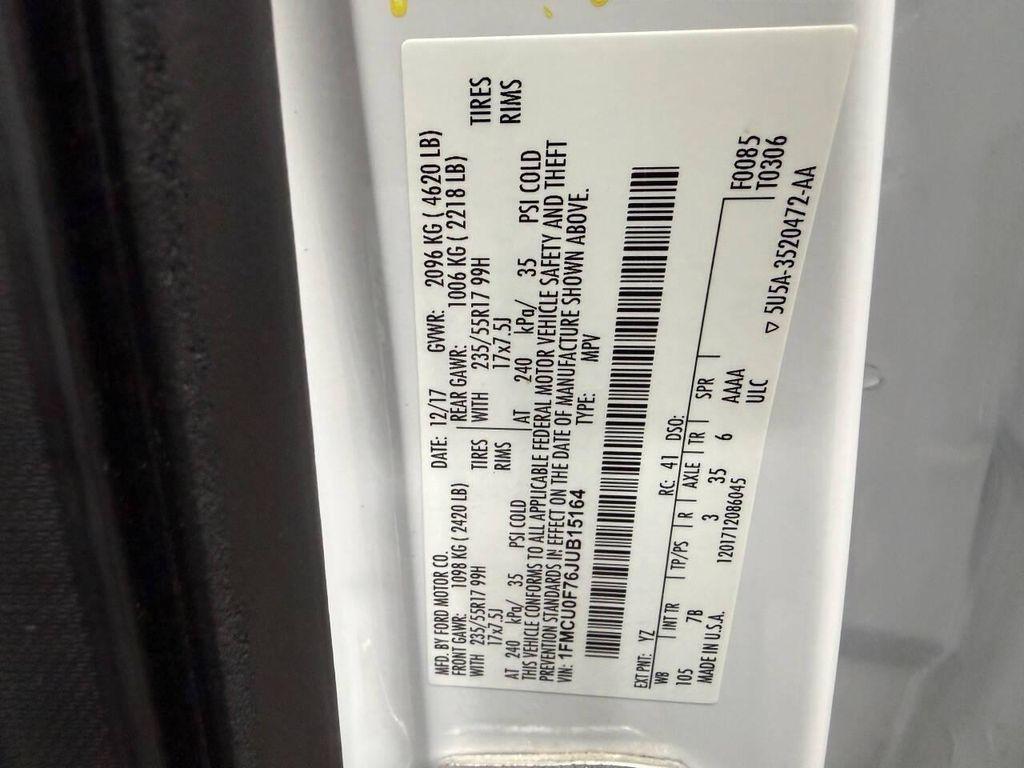 MFD. BY FORD MOTOR CO.
DATE: 12/17 GVWR: 2096 KG ( 4620 LB)
FRONT GAWR: 1098 KG ( 2420 LB) REAR GAWR: 1006 KG ( 2218 LB)
WITH 235/55R17 99H TIRES WITH 235/55R17 99H TIRES
17x7.5J RIMS 17x7.5J RIMS
AT 240 kPa/ 35 PSI COLD AT 240 kPa/ 35 PSI COLD
THIS VEHICLE CONFORMS TO ALL APPLICABLE FEDERAL MOTOR VEHICLE SAFETY AND THEFT
PREVENTION STANDARDS IN EFFECT ON THE DATE OF MANUFACTURE SHOWN ABOVE.
VIN: 1FMCU0F76JUB15164 TYPE: MPV
EXT PNT: YZ RC: 41 DSO:
WB INT TR TP/PS R AXLE TR SPR
105 7B 3 35 6 AAAA
MADE IN U.S.A. 1201712086045 ULC
F0085
T0306
▽ 5U5A-3520472-AA